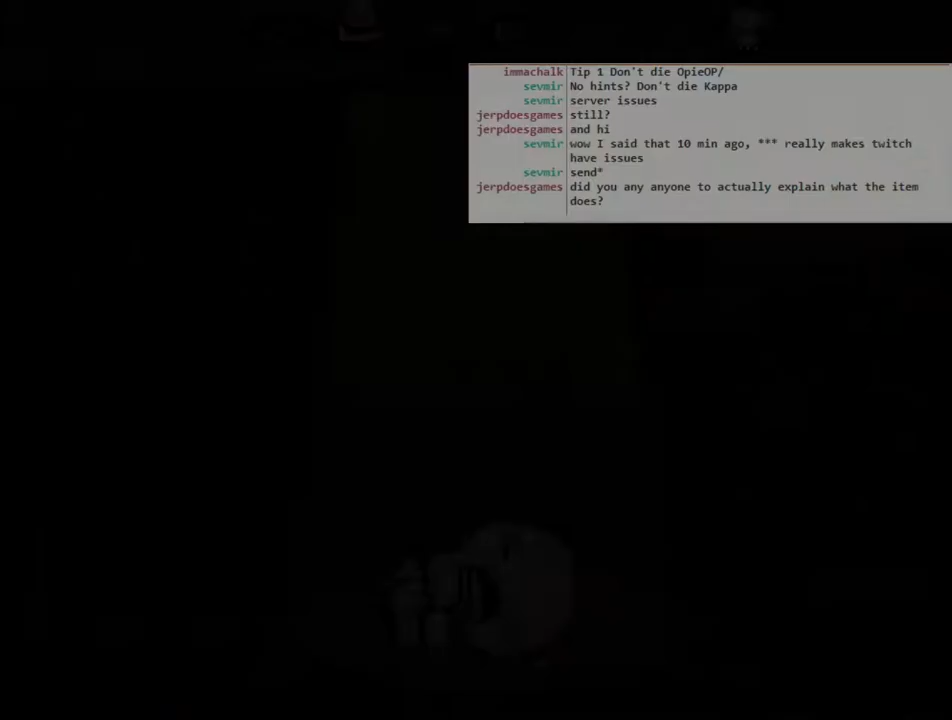 immachalk Tip 1 Don't die OpieOP/
sevmir No hints? Don't die Kappa
sevmir server issues
jerpdoesgames still?
jerpdoesgames and hi
sevmir wow I said that 10 min ago, *** really makes twitch
have issues
sevmir send*
jerpdoesgames did you any anyone to actually explain what the item
does?